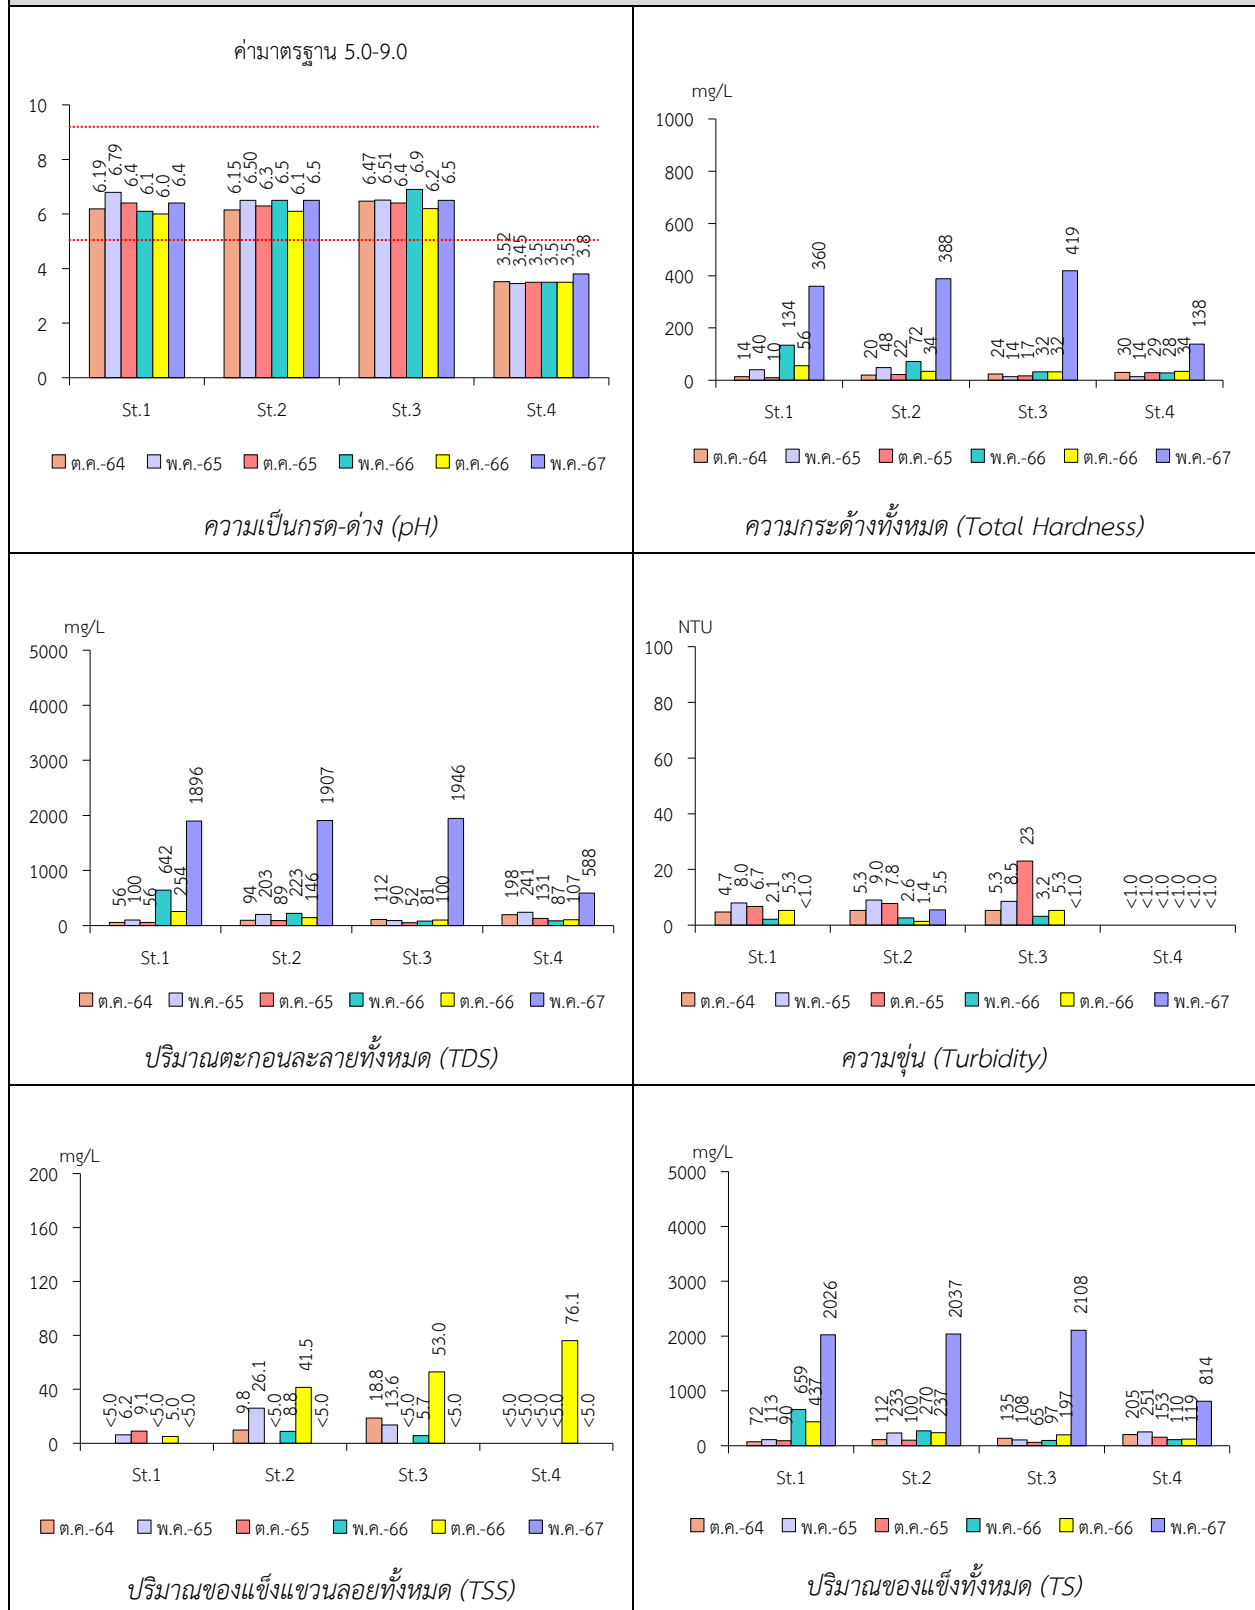 ค่ามาตรฐาน 5.0-9.0
10
8
6
4
2
0
6.19 6.79 6.4 6.1 6.0 6.4
6.15 6.50 6.3 6.5 6.1 6.5
6.47 6.51 6.4 6.9 6.2 6.5
3.52 3.45 3.5 3.5 3.5 3.8
St.1 St.2 St.3 St.4
ต.ค.-64 พ.ค.-65 ต.ค.-65 พ.ค.-66 ต.ค.-66 พ.ค.-67
ความเป็นกรด-ด่าง (pH)
mg/L
1000
800
600
400
200
0
14 40 10 134 56 360
20 48 22 72 34 388
24 14 17 32 32 419
30 14 29 28 34 138
St.1 St.2 St.3 St.4
ต.ค.-64 พ.ค.-65 ต.ค.-65 พ.ค.-66 ต.ค.-66 พ.ค.-67
ความกระด้างทั้งหมด (Total Hardness)
mg/L
5000
4000
3000
2000
1000
0
56 100 56 642 254 1896
94 203 89 223 146 1907
112 90 52 81 100 1946
198 241 131 87 107 588
St.1 St.2 St.3 St.4
ต.ค.-64 พ.ค.-65 ต.ค.-65 พ.ค.-66 ต.ค.-66 พ.ค.-67
ปริมาณตะกอนละลายทั้งหมด (TDS)
NTU
100
80
60
40
20
0
4.7 8.0 6.7 2.1 5.3 <1.0
5.3 9.0 7.8 2.6 1.4 5.5
5.3 8.5 23 3.2 5.3 <1.0
<1.0 <1.0 <1.0 <1.0 <1.0 <1.0
St.1 St.2 St.3 St.4
ต.ค.-64 พ.ค.-65 ต.ค.-65 พ.ค.-66 ต.ค.-66 พ.ค.-67
ความขุ่น (Turbidity)
mg/L
200
160
120
80
40
0
<5.0 6.2 9.1 <5.0 5.0 <5.0
9.8 26.1 <5.0 8.8 41.5 <5.0
18.8 13.6 <5.0 5.7 53.0 <5.0
<5.0 <5.0 <5.0 <5.0 76.1 <5.0
St.1 St.2 St.3 St.4
ต.ค.-64 พ.ค.-65 ต.ค.-65 พ.ค.-66 ต.ค.-66 พ.ค.-67
ปริมาณของแข็งแขวนลอยทั้งหมด (TSS)
mg/L
5000
4000
3000
2000
1000
0
72 113 90 659 437 2026
112 233 100 270 237 2037
135 108 65 97 197 2108
205 251 153 110 119 814
St.1 St.2 St.3 St.4
ต.ค.-64 พ.ค.-65 ต.ค.-65 พ.ค.-66 ต.ค.-66 พ.ค.-67
ปริมาณของแข็งทั้งหมด (TS)